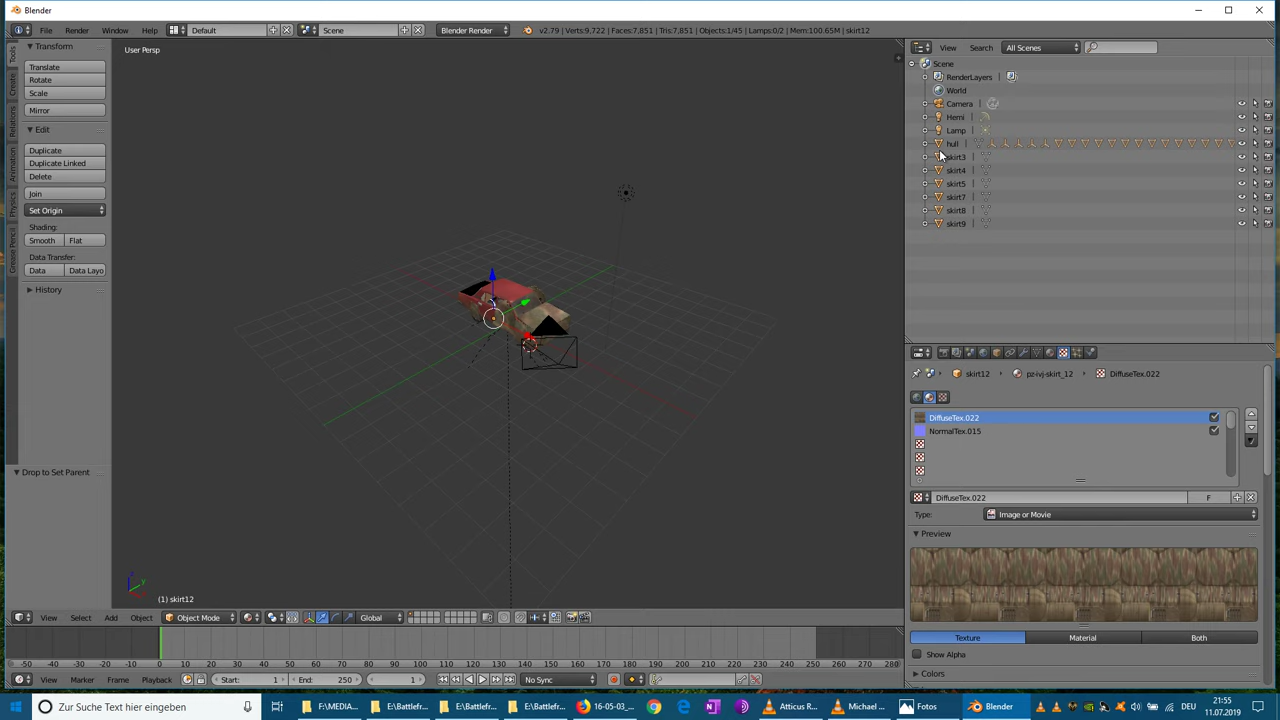 Blender
File Render Window Help Default Scene Blender Render v2.79 | Verts:9,722 | Faces:7,851 | Tris:7,851 | Objects:1/45 | Lamps:0/2 | Mem:100.65M | skirt12
Tools
Create
Relations
Animation
Physics
Grease Pencil
Transform
Translate
Rotate
Scale
Mirror
Edit
Duplicate
Duplicate Linked
Delete
Join
Set Origin
Shading:
Smooth Flat
Data Transfer:
Data Data Layo
History
Drop to Set Parent
User Persp
(1) skirt12
View Select Add Object Object Mode Global
View Search All Scenes
Scene
RenderLayers
World
Camera
Hemi
Lamp
hull
skirt3
skirt4
skirt5
skirt7
skirt8
skirt9
skirt12 pz-ivj-skirt_12 DiffuseTex.022
DiffuseTex.022
NormalTex.015
DiffuseTex.022 F
Type: Image or Movie
Preview
Texture Material Both
Show Alpha
Colors
-50 -40 -30 -20 -10 0 10 20 30 40 50 60 70 80 90 100 110 120 130 140 150 160 170 180 190 200 210 220 230 240 250 260 270 280
View Marker Frame Playback Start: 1 End: 250 1 No Sync
Zur Suche Text hier eingeben F:\MEDIA... E:\Battlefr... E:\Battlefr... E:\Battlefr... 16-05-03_... Atticus R... Michael ... Fotos Blender DEU 21:55
11.07.2019